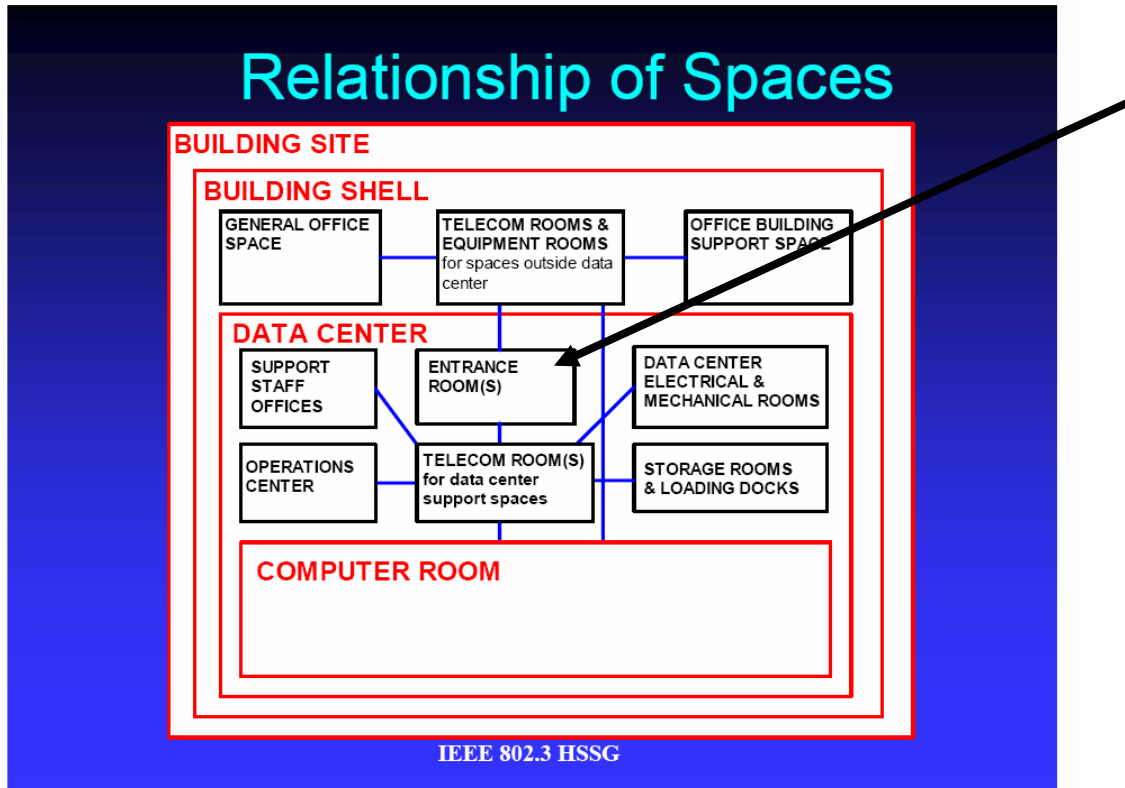 Relationship of Spaces
BUILDING SITE
BUILDING SHELL
GENERAL OFFICE
SPACE
TELECOM ROOMS &
EQUIPMENT ROOMS
for spaces outside data
center
OFFICE BUILDING
SUPPORT SPACE
DATA CENTER
SUPPORT
STAFF
OFFICES
ENTRANCE
ROOM(S)
DATA CENTER
ELECTRICAL &
MECHANICAL ROOMS
OPERATIONS
CENTER
TELECOM ROOM(S)
for data center
support spaces
STORAGE ROOMS
& LOADING DOCKS
COMPUTER ROOM
IEEE 802.3 HSSG